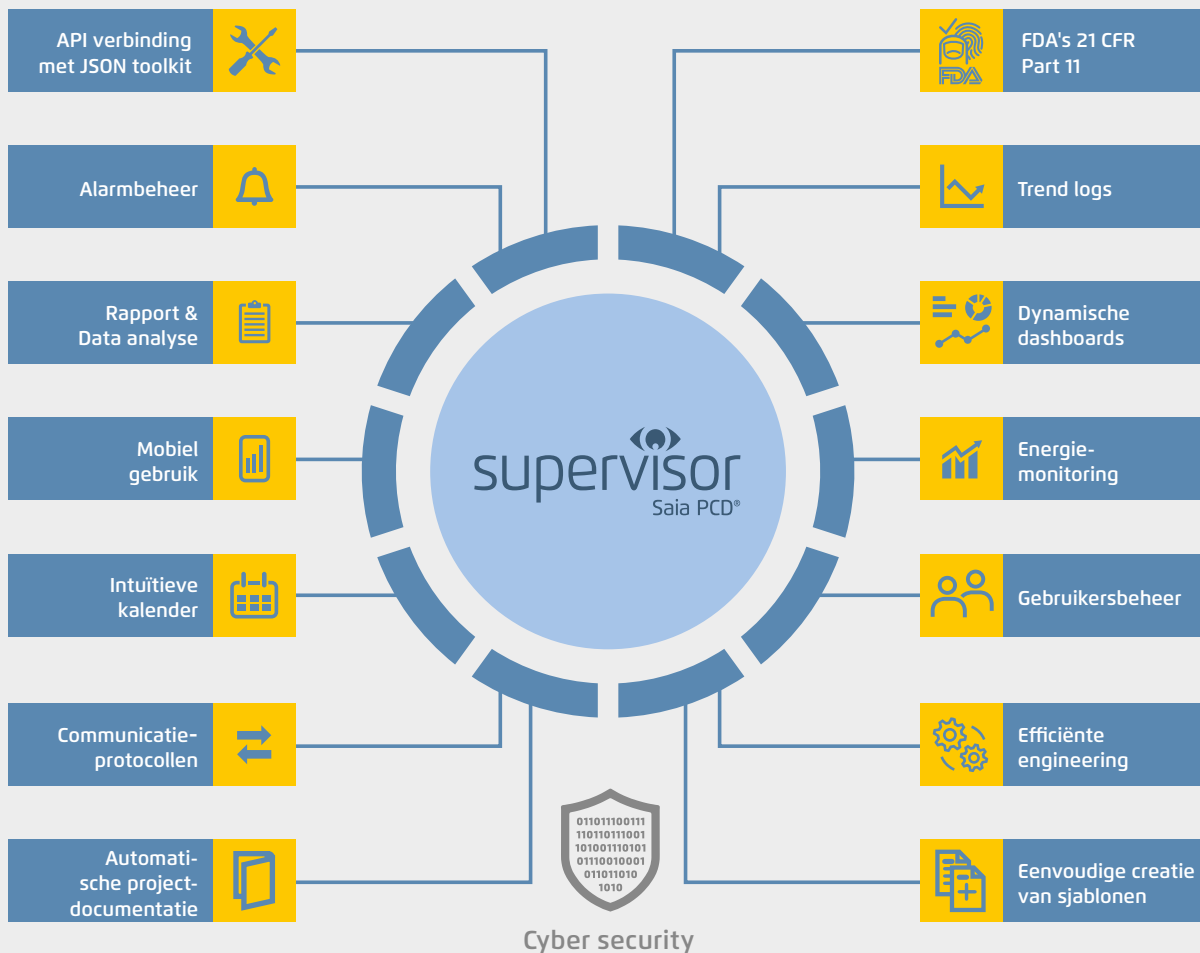 API verbinding
met JSON toolkit
Alarmbeheer
Rapport &
Data analyse
Mobiel
gebruik
Intuïtieve
kalender
Communicatie-
protocollen
Automati-
sche project-
documentatie
supervisor
Saia PCD®
FDA
FDA's 21 CFR
Part 11
Trend logs
Dynamische
dashboards
Energie-
monitoring
Gebruikersbeheer
Efficiënte
engineering
Eenvoudige creatie
van sjablonen
011011100111
110110111001
101001110101
01110010001
011011010
1010
Cyber security